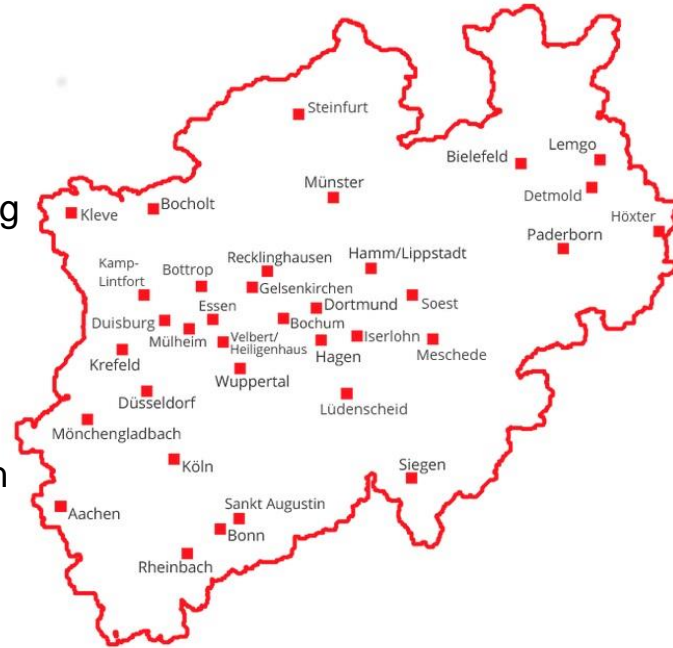 Steinfurt
Bielefeld
Lemgo
Münster
Detmold
g
Kleve
Bocholt
Höxter
Paderborn
Recklinghausen
Hamm/Lippstadt
Kamp-
Lintfort
Bottrop
Gelsenkirchen
Essen
Dortmund
Soest
Duisburg
Bochum
Mülheim
Velbert/
Heiligenhaus
Iserlohn
Hagen
Meschede
Krefeld
Wuppertal
Düsseldorf
Lüdenscheid
Mönchengladbach
Köln
Siegen
n
Aachen
Sankt Augustin
Bonn
Rheinbach